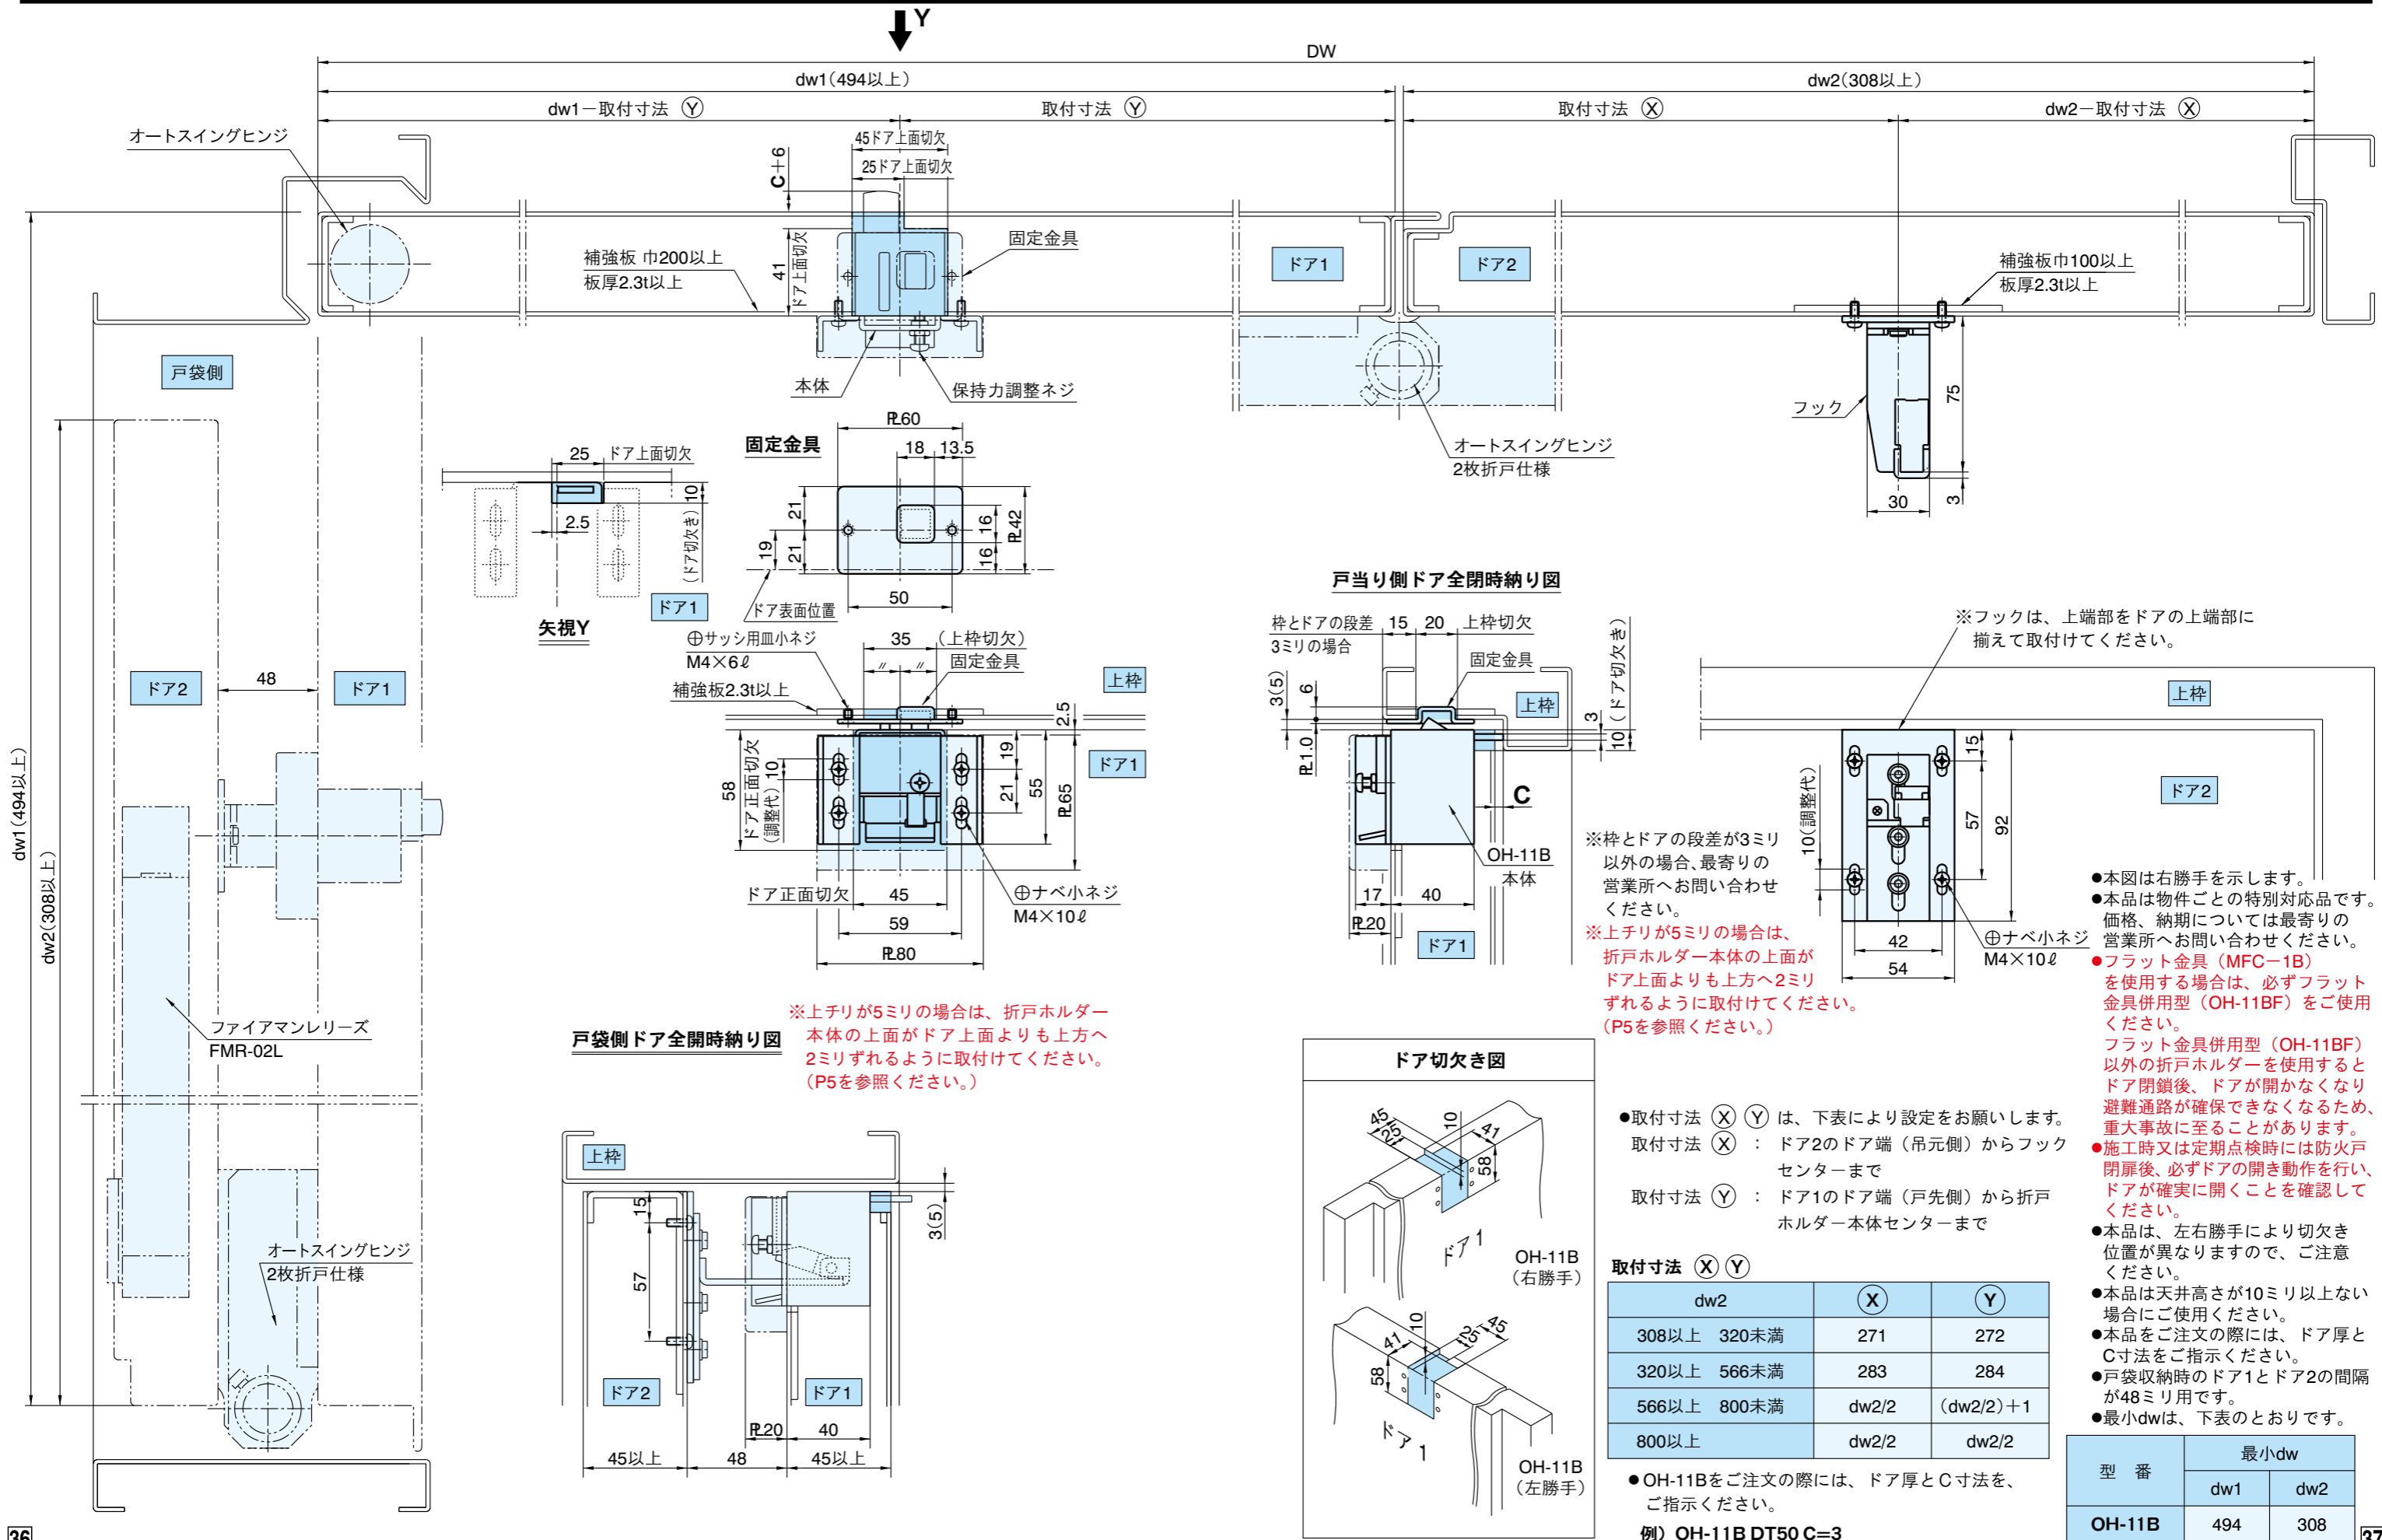 Y
DW
dw1(494以上)
dw2(308以上)
dw1－取付寸法 Ⓨ
取付寸法 Ⓨ
取付寸法 Ⓧ
dw2－取付寸法 Ⓧ
オートスイングヒンジ
45ドア上面切欠
25ドア上面切欠
C＋6
41
ドア上面切欠
補強板 巾200以上
板厚2.3t以上
固定金具
ドア1
ドア2
補強板巾100以上
板厚2.3t以上
戸袋側
本体
保持力調整ネジ
フック
75
30
3
オートスイングヒンジ
2枚折戸仕様
25 ドア上面切欠
10
(ドア切欠き)
2.5
ドア1
矢視Y
固定金具
PL60
18
13.5
21
21
19
16
16
PL42
50
ドア表面位置
⊕サッシ用皿小ネジ
M4×6ℓ
35
(上枠切欠)
〃
〃
固定金具
補強板2.3t以上
上枠
2.5
ドア1
58
ドア正面切欠
10
(調整代)
19
21
55
PL65
ドア正面切欠
45
59
PL80
⊕ナベ小ネジ
M4×10ℓ
戸当り側ドア全閉時納り図
枠とドアの段差
3ミリの場合
15
20
上枠切欠
固定金具
上枠
3(5)
6
PL1.0
3
10
(ドア切欠き)
C
OH-11B
本体
17
40
PL20
ドア1
※枠とドアの段差が3ミリ
以外の場合、最寄りの
営業所へお問い合わせ
ください。
※上チリが5ミリの場合は、
折戸ホルダー本体の上面が
ドア上面よりも上方へ2ミリ
ずれるように取付けてください。
(P5を参照ください。)
※フックは、上端部をドアの上端部に
揃えて取付けてください。
上枠
ドア2
15
57
92
10(調整代)
42
54
⊕ナベ小ネジ
M4×10ℓ
dw1(494以上)
dw2(308以上)
ドア2
48
ドア1
ファイアマンレリーズ
FMR-02L
オートスイングヒンジ
2枚折戸仕様
戸袋側ドア全開時納り図
※上チリが5ミリの場合は、折戸ホルダー
本体の上面がドア上面よりも上方へ
2ミリずれるように取付けてください。
(P5を参照ください。)
上枠
15
57
3(5)
ドア2
ドア1
PL20
40
45以上
48
45以上
ドア切欠き図
45
25
10
41
58
ドア1
OH-11B
(右勝手)
10
41
25
45
58
ドア1
OH-11B
(左勝手)
●取付寸法 Ⓧ Ⓨ は、下表により設定をお願いします。
取付寸法 Ⓧ ： ドア2のドア端（吊元側）からフック
センターまで
取付寸法 Ⓨ ： ドア1のドア端（戸先側）から折戸
ホルダー本体センターまで
取付寸法 Ⓧ Ⓨ
dw2 Ⓧ Ⓨ
308以上 320未満 271 272
320以上 566未満 283 284
566以上 800未満 dw2/2 (dw2/2)＋1
800以上 dw2/2 dw2/2
●OH-11Bをご注文の際には、ドア厚とC寸法を、
ご指示ください。
例）OH-11B DT50 C=3
●本図は右勝手を示します。
●本品は物件ごとの特別対応品です。
価格、納期については最寄りの
営業所へお問い合わせください。
●フラット金具（MFC－1B）
を使用する場合は、必ずフラット
金具併用型（OH-11BF）をご使用
ください。
フラット金具併用型（OH-11BF）
以外の折戸ホルダーを使用すると
ドア閉鎖後、ドアが開かなくなり
避難通路が確保できなくなるため、
重大事故に至ることがあります。
●施工時又は定期点検時には防火戸
閉扉後、必ずドアの開き動作を行い、
ドアが確実に開くことを確認して
ください。
●本品は、左右勝手により切欠き
位置が異なりますので、ご注意
ください。
●本品は天井高さが10ミリ以上ない
場合にご使用ください。
●本品をご注文の際には、ドア厚と
C寸法をご指示ください。
●戸袋収納時のドア1とドア2の間隔
が48ミリ用です。
●最小dwは、下表のとおりです。
型 番 最小dw
dw1 dw2
OH-11B 494 308
36
37